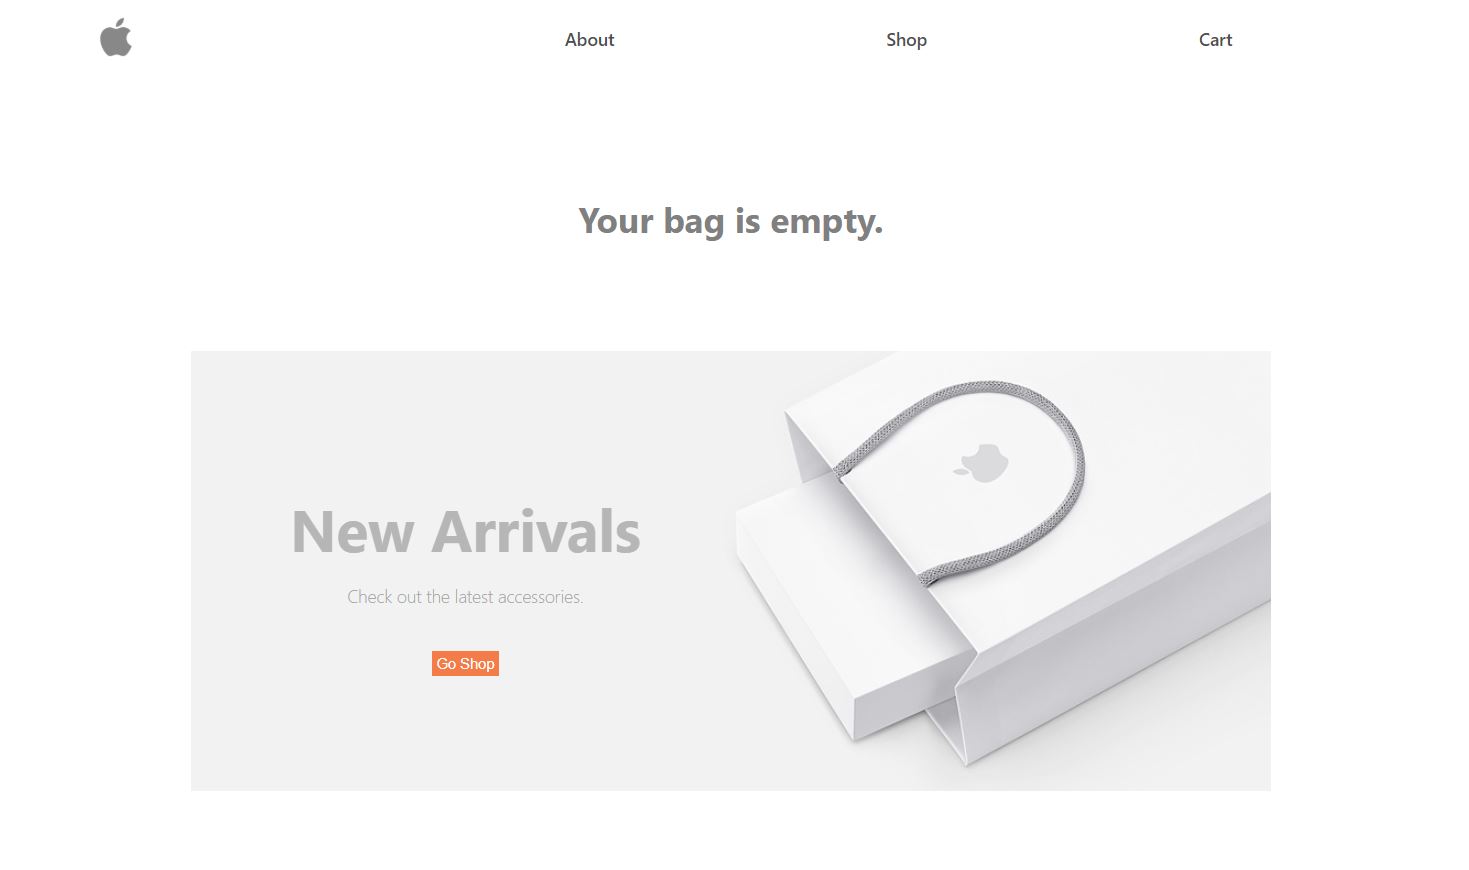 About Shop Cart
Your bag is empty.
New Arrivals
Check out the latest accessories.
Go Shop